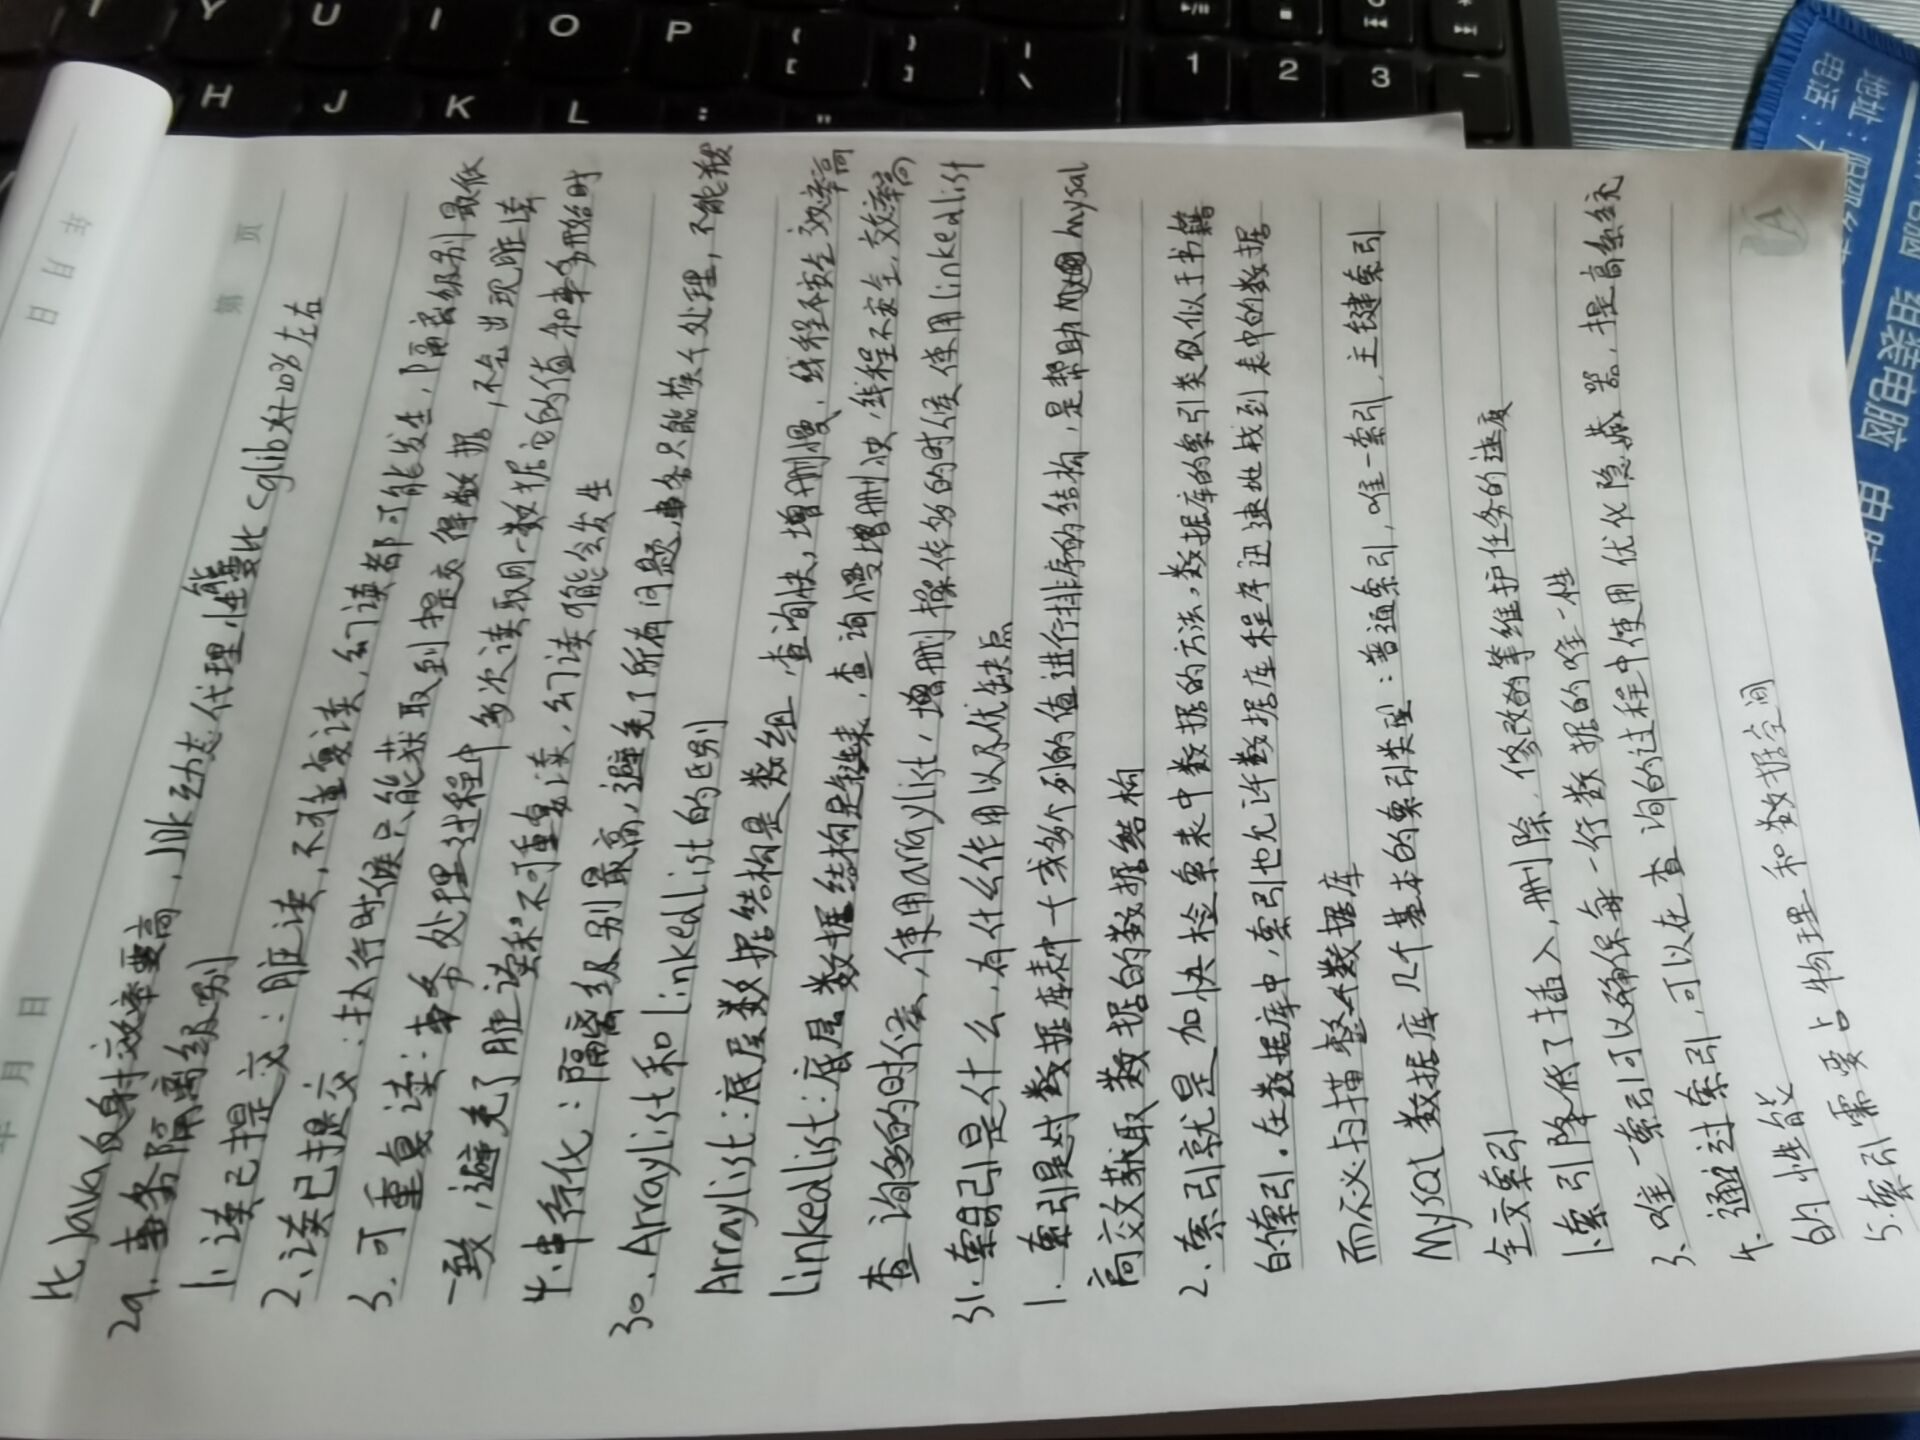 年 月 日
第 页
比Java反射效率要高，JDK动态代理性能要比cglib好20%左右
29.事务隔离级别
1.读已提交：脏读，不可重复读，幻读都可能发生，隔离级别最低
2.读已提交：执行时候只能获取到提交得数据，不会出现脏读
3.可重复读：事务处理过程中多次读取同一数据它的值和事务开始时
一致，避免了脏读和不可重复读，幻读可能会发生
4.串行化：隔离级别最高，避免了所有问题，事务只能挨个处理，不能
30.Arraylist和linkedlist的区别
Arraylist：底层数据结构是数组，查询快，增删慢，线程不安全，效率高
linkedlist：底层数据结构是链表，查询慢增删快，线程不安全，效率高
查询多的时候，使用arraylist，增删操作多的时候使用linkedlist
31.索引是什么，有什么作用以及优缺点
1.索引是对数据库表中一或多个列的值进行排序的结构，是帮助mysql
高效获取数据的数据结构
2.索引就是加快检索表中数据的方法，数据库的索引类似于书籍
的索引。在数据库中，索引也允许数据库程序迅速地找到表中的数据
而不必扫描整个数据库
MySQL数据库几个基本的索引类型：普通索引，唯一索引，主键索引
全文索引
1.索引降低了插入，删除，修改的等维护任务的速度
3.唯一索引可以确保每一行数据的唯一性
4.通过索引，可以在查询的过程中使用优化隐藏器，提高系统
的性能
5.索引需要占物理和数据空间
Y U I O P { [ } ] | \
H J K L : "
1 2 3 -
地址：阳
电话：7
组装电脑